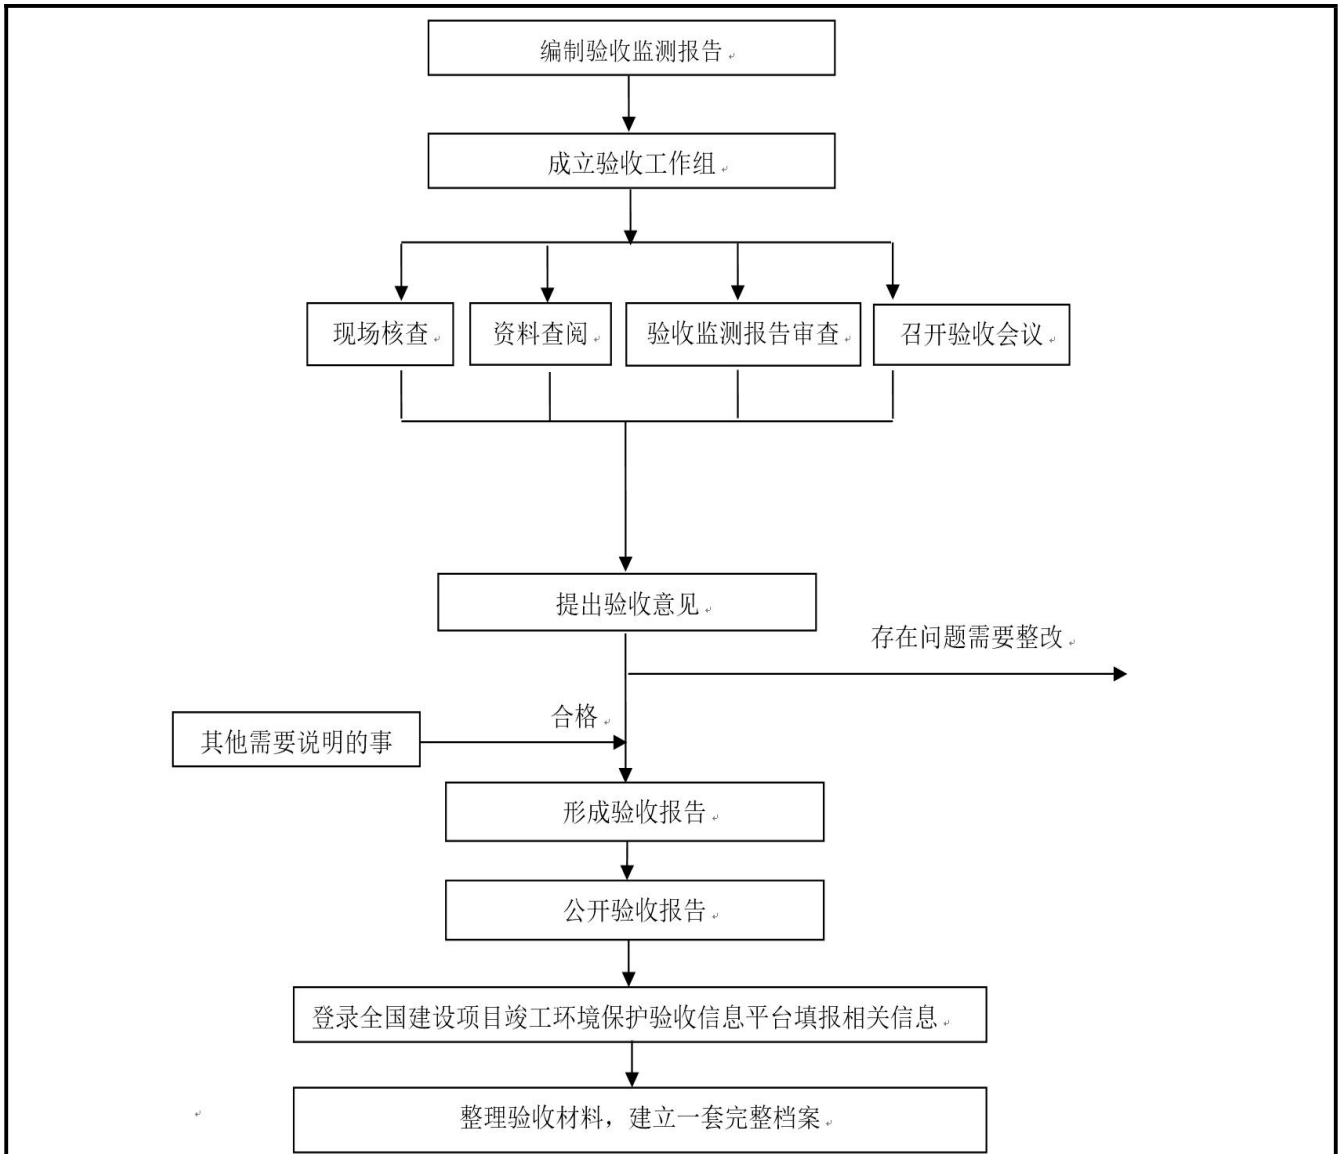 编制验收监测报告
成立验收工作组
现场核查
资料查阅
验收监测报告审查
召开验收会议
提出验收意见
存在问题需要整改
合格
其他需要说明的事
形成验收报告
公开验收报告
登录全国建设项目竣工环境保护验收信息平台填报相关信息
整理验收材料，建立一套完整档案